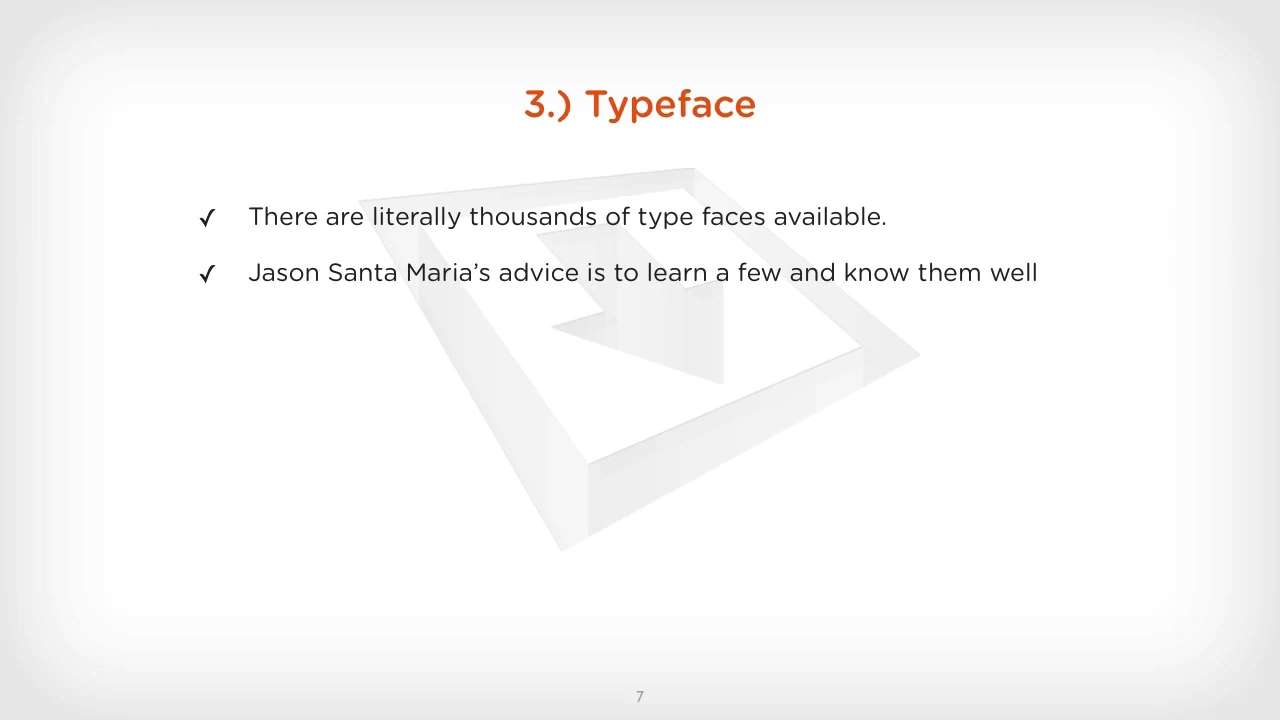 3.) Typeface
✓ There are literally thousands of type faces available.
✓ Jason Santa Maria’s advice is to learn a few and know them well
7